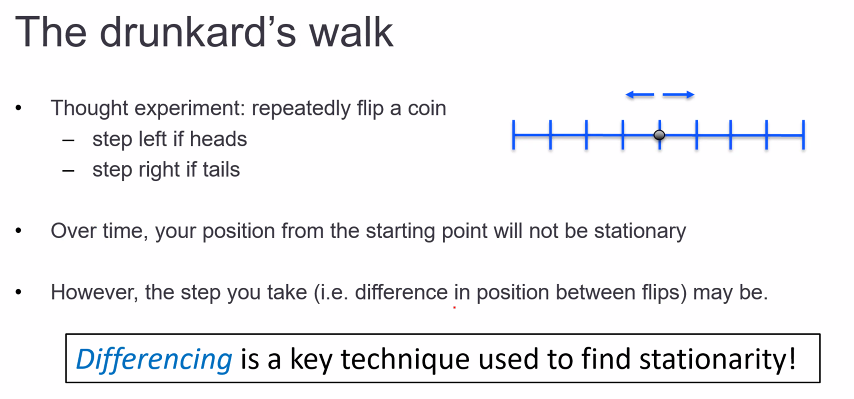 The drunkard’s walk
• Thought experiment: repeatedly flip a coin
– step left if heads
– step right if tails
• Over time, your position from the starting point will not be stationary
• However, the step you take (i.e. difference in position between flips) may be.
Differencing is a key technique used to find stationarity!